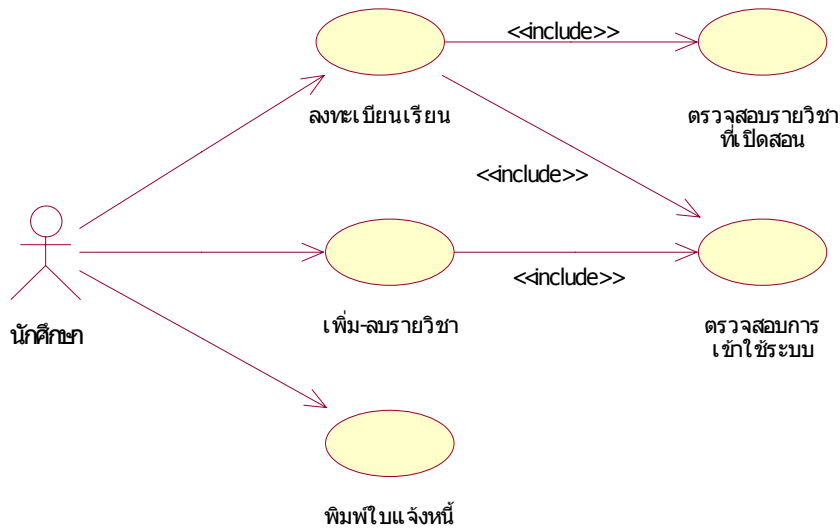 <<include>>
ลงทะเบียนเรียน
ตรวจสอบรายวิชา
ที่เปิดสอน
<<include>>
<<include>>
นักศึกษา
เพิ่ม-ลบรายวิชา
ตรวจสอบการ
เข้าใช้ระบบ
พิมพ์ใบแจ้งหนี้